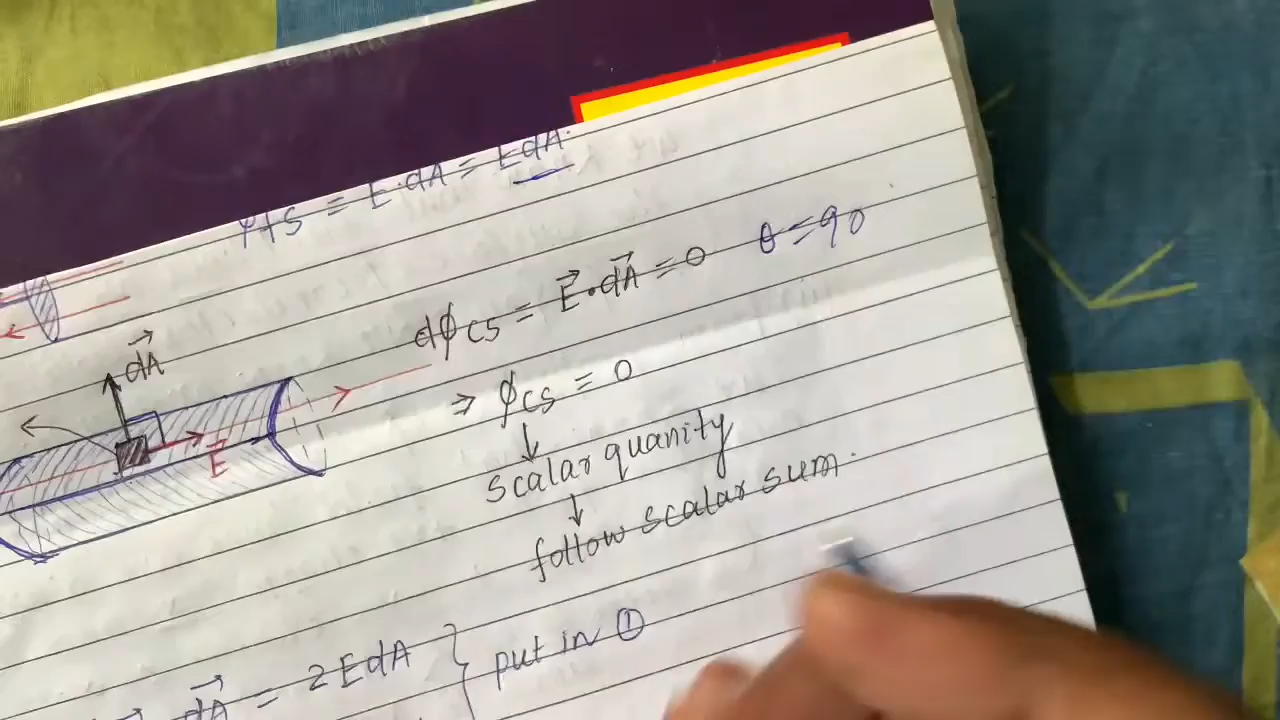 φfs = E·dA = EdA.
dϕcs = E⃗·dA⃗ = 0 θ = 90
dA⃗
⇒ ϕcs = 0
E⃗
↓
scalar quanity
↓
follow scalar sum.
dA⃗ = 2EdA } put in ①